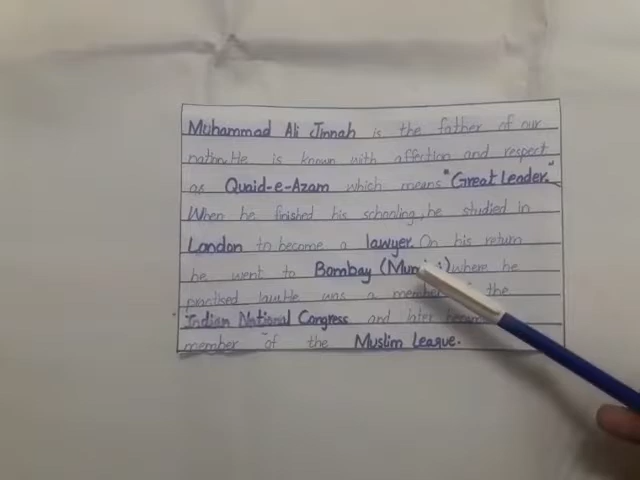 Muhammad Ali Jinnah is the father of our
nation. He is known with affection and respect
as Quaid-e-Azam which means "Great Leader."
When he finished his schooling, he studied in
London to become a lawyer. On his return
he went to Bombay ( ) where he
practised law. He was a member the
Indian National Congress and later
member of the Muslim League.